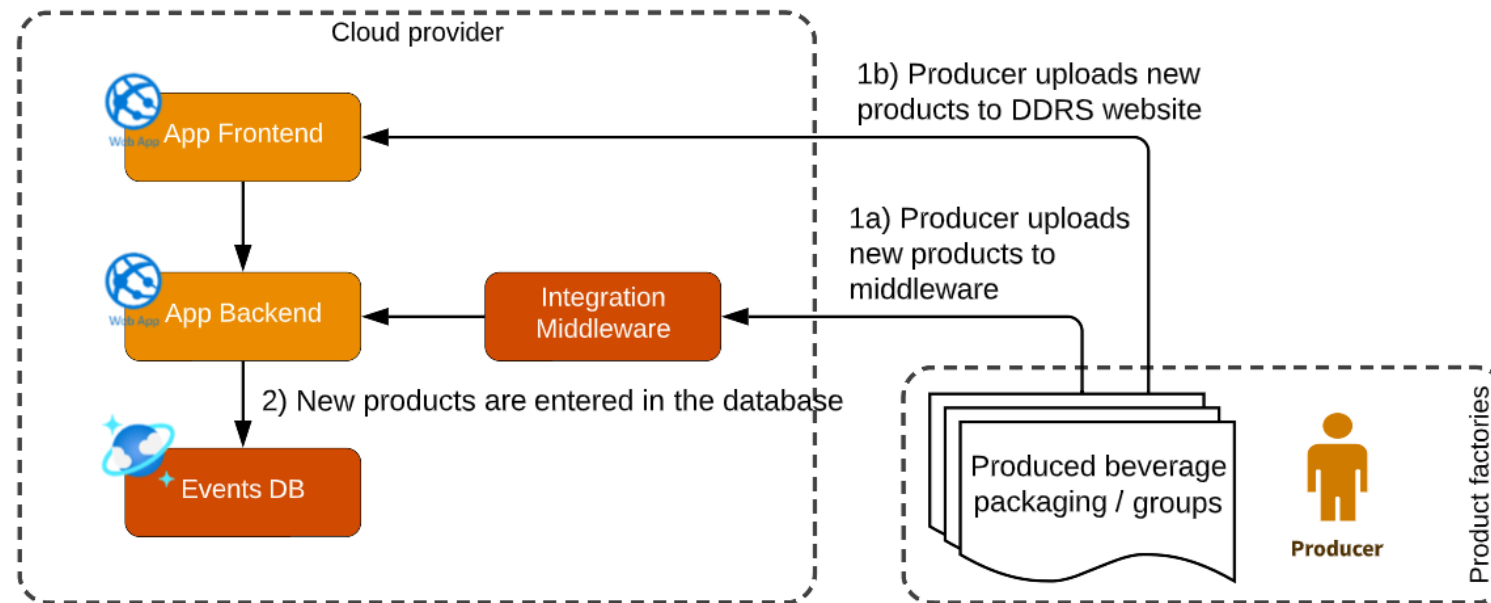 Cloud provider
1b) Producer uploads new
products to DDRS website
Web App
App Frontend
1a) Producer uploads
new products to
middleware
Web App
App Backend
Integration
Middleware
2) New products are entered in the database
Events DB
Produced beverage
packaging / groups
Producer
Product factories